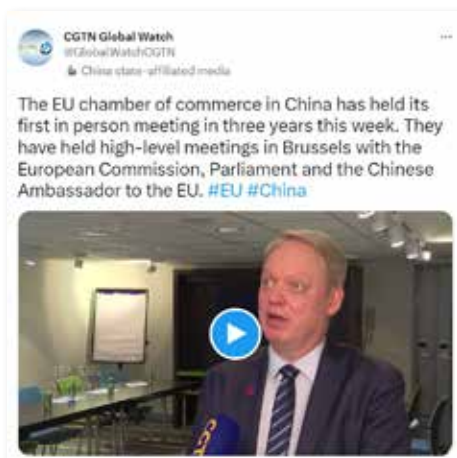 CGTN Global Watch
@GlobalWatchCGTN
China state-affiliated media
The EU chamber of commerce in China has held its
first in person meeting in three years this week. They
have held high-level meetings in Brussels with the
European Commission, Parliament and the Chinese
Ambassador to the EU. #EU #China